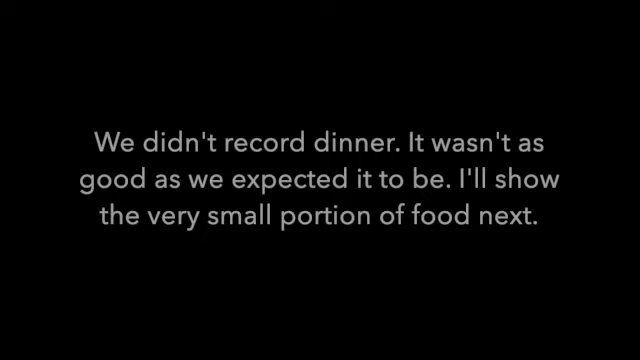 We didn't record dinner. It wasn't as
good as we expected it to be. I'll show
the very small portion of food next.